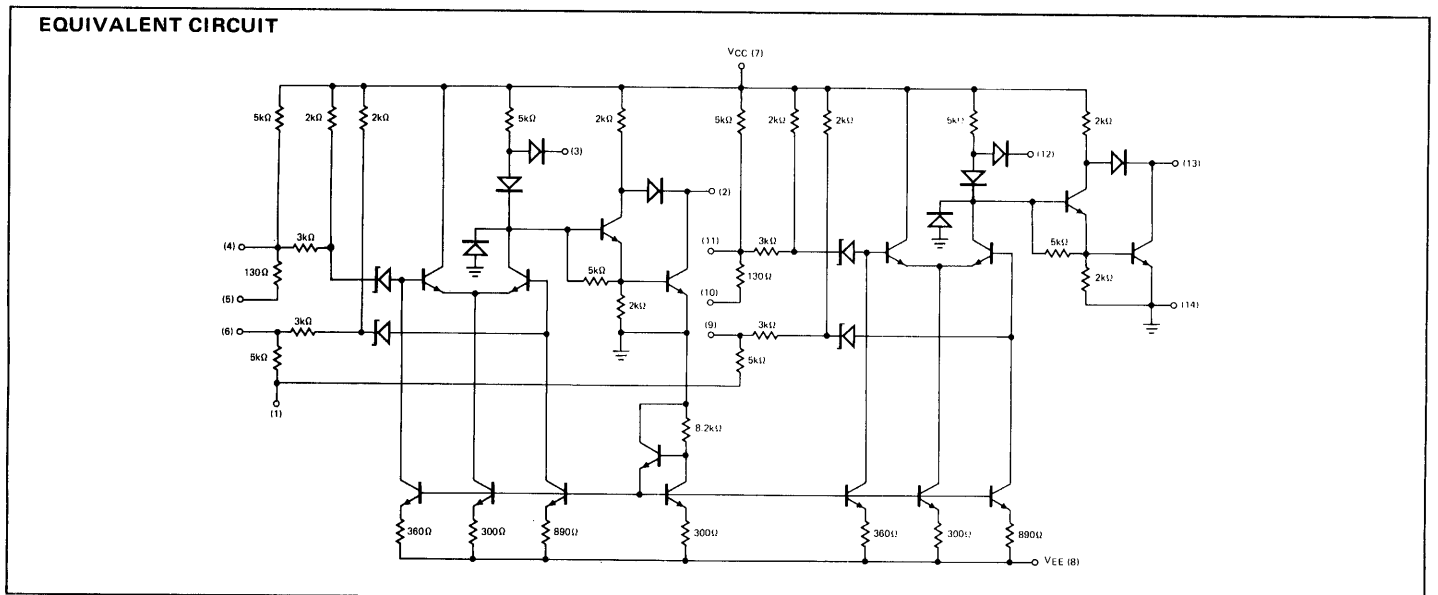 EQUIVALENT CIRCUIT
VCC (7)
5kΩ 2kΩ 2kΩ 5kΩ 2kΩ 5kΩ 2kΩ 2kΩ 5kΩ 2kΩ
(3) (12)
(2) (13)
(4) 3kΩ (11) 3kΩ
130Ω 5kΩ 130Ω 5kΩ
(5) 2kΩ (10) 2kΩ (14)
(6) 3kΩ (9) 3kΩ
5kΩ 5kΩ
(1)
8.2kΩ
360Ω 300Ω 890Ω 300Ω 360Ω 300Ω 890Ω
VEE (8)